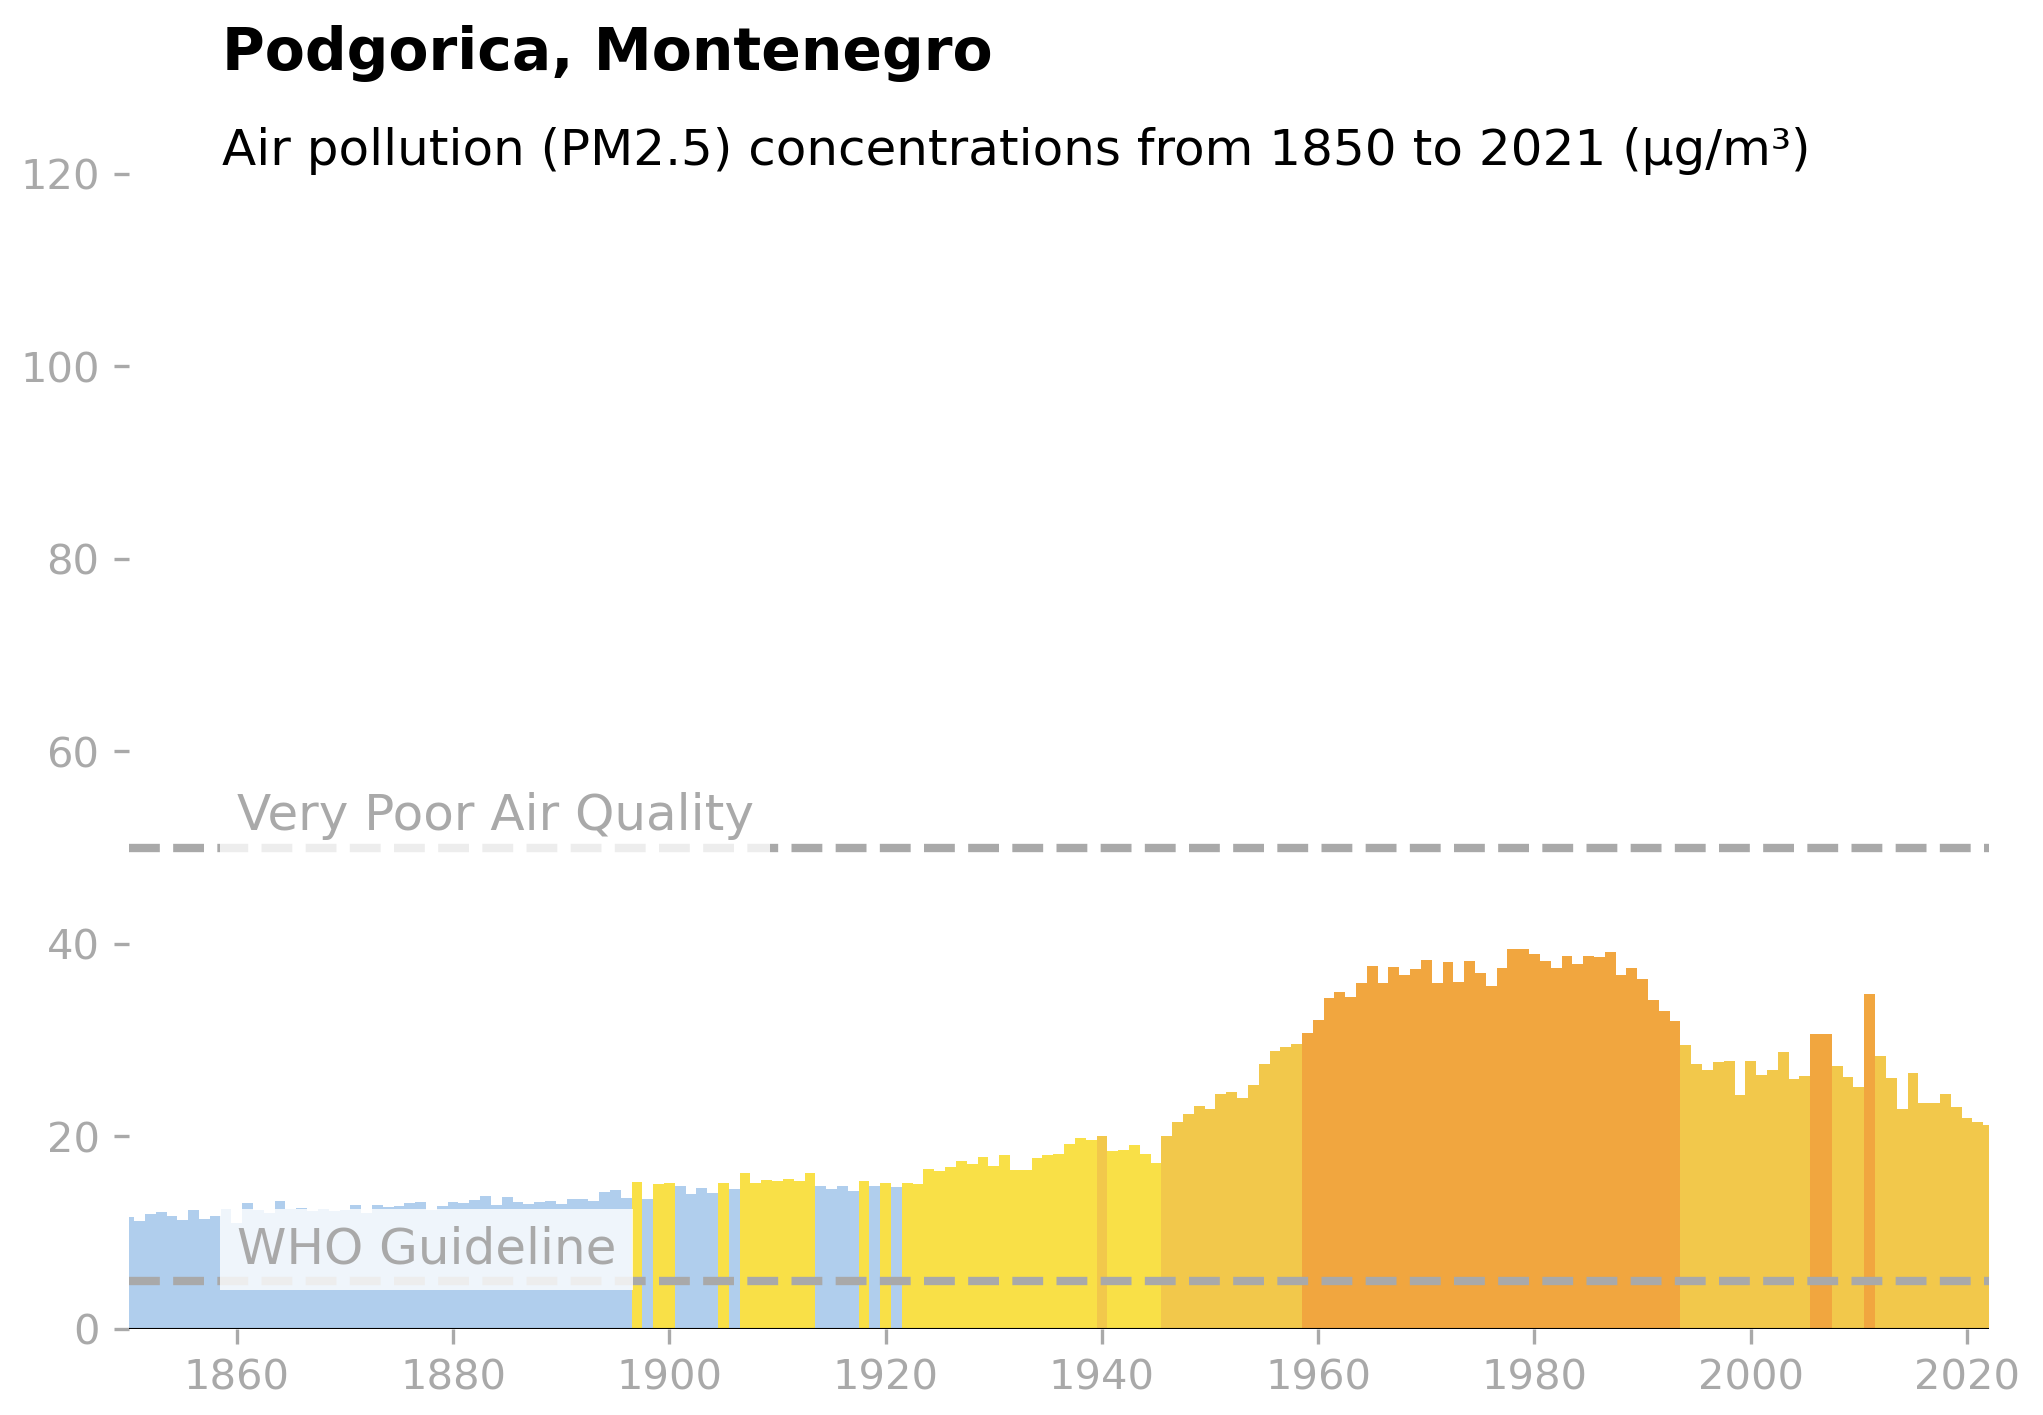 Podgorica, Montenegro
Air pollution (PM2.5) concentrations from 1850 to 2021 (µg/m³)
120
100
80
60
Very Poor Air Quality
40
20
WHO Guideline
0
1860 1880 1900 1920 1940 1960 1980 2000 2020